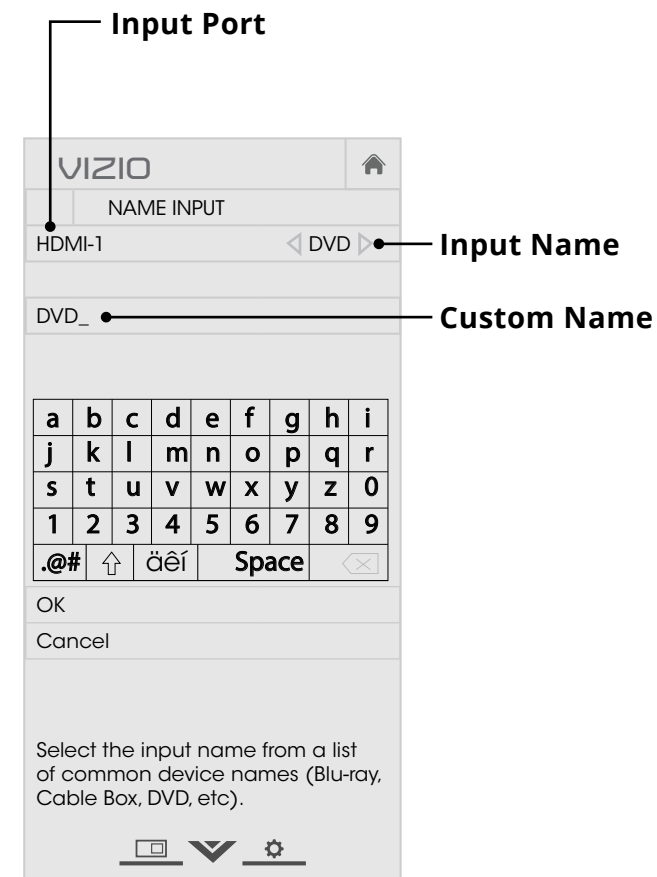 Input Port
VIZIO
NAME INPUT
HDMI-1 DVD Input Name
DVD_ Custom Name
a b c d e f g h i
j k l m n o p q r
s t u v w x y z 0
1 2 3 4 5 6 7 8 9
.@# äêí Space
OK
Cancel
Select the input name from a list
of common device names (Blu-ray,
Cable Box, DVD, etc).